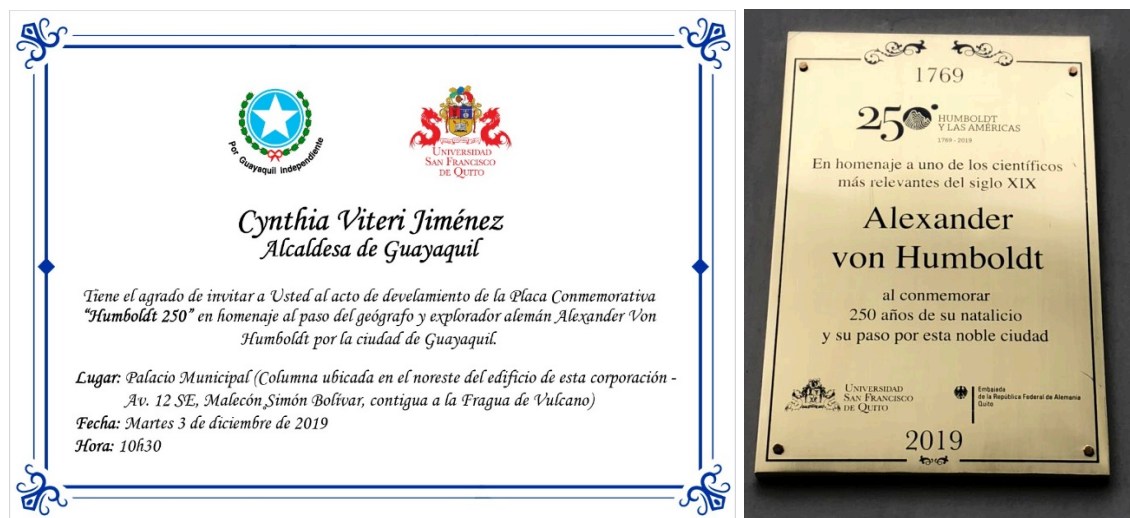 Por Guayaquil Independiente
UNIVERSIDAD
SAN FRANCISCO
DE QUITO
Cynthia Viteri Jiménez
Alcaldesa de Guayaquil
Tiene el agrado de invitar a Usted al acto de develamiento de la Placa Conmemorativa
“Humboldt 250” en homenaje al paso del geógrafo y explorador alemán Alexander Von
Humboldt por la ciudad de Guayaquil.
Lugar: Palacio Municipal (Columna ubicada en el noreste del edificio de esta corporación -
Av. 12 SE, Malecón Simón Bolívar, contigua a la Fragua de Vulcano)
Fecha: Martes 3 de diciembre de 2019
Hora: 10h30
1769
250°
HUMBOLDT
Y LAS AMÉRICAS
1769 - 2019
En homenaje a uno de los científicos
más relevantes del siglo XIX
Alexander
von Humboldt
al conmemorar
250 años de su natalicio
y su paso por esta noble ciudad
UNIVERSIDAD
SAN FRANCISCO
DE QUITO
Embajada
de la República Federal de Alemania
Quito
2019